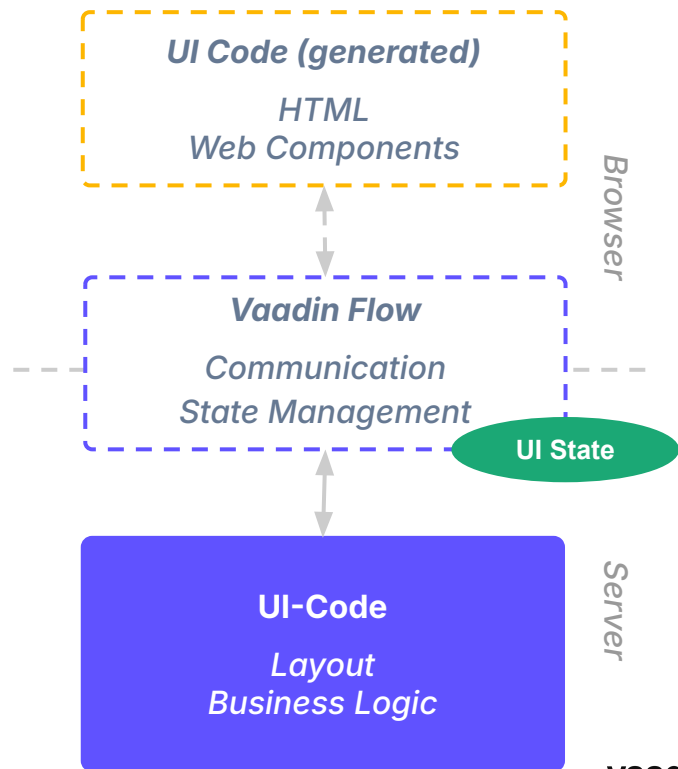 UI Code (generated)
HTML
Web Components
Browser
Vaadin Flow
Communication
State Management
UI State
UI-Code
Layout
Business Logic
Server